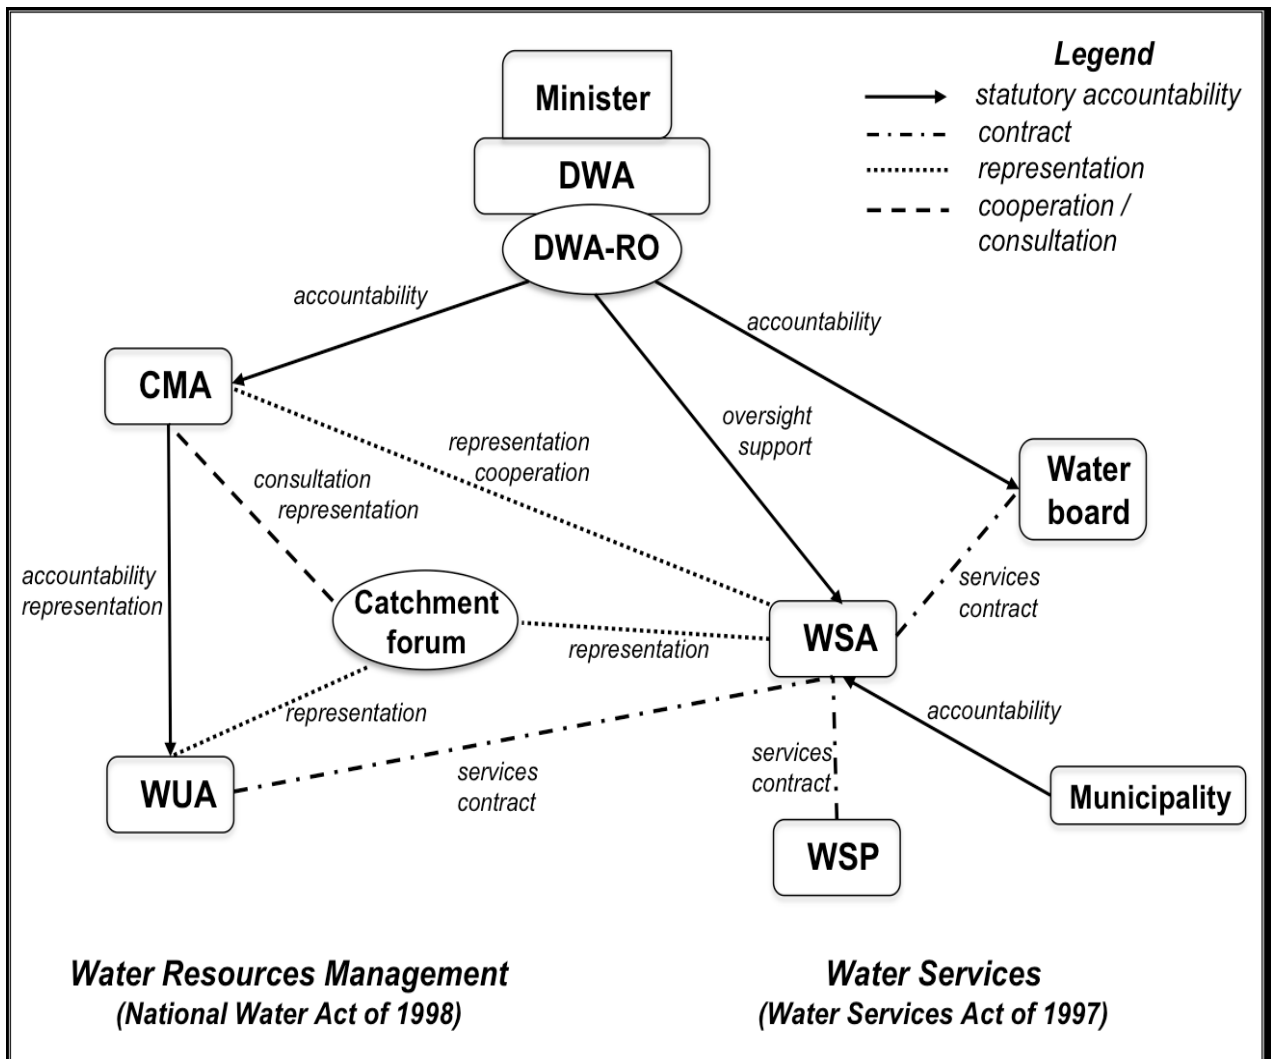 Minister
DWA
DWA-RO
Legend
statutory accountability
contract
representation
cooperation /
consultation
accountability
accountability
CMA
oversight
support
representation
cooperation
Water
board
consultation
representation
accountability
representation
services
contract
Catchment
forum
WSA
representation
representation
accountability
services
contract
services
contract
WUA
Municipality
WSP
Water Resources Management
(National Water Act of 1998)
Water Services
(Water Services Act of 1997)